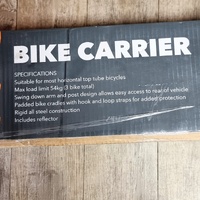 BIKE CARRIER
SPECIFICATIONS
Suitable for most horizontal top tube bicycles
Max load limit 54kg (3 bike total)
Swing down arm and post design allows easy access to rear of vehicle
Padded bike cradles with hook and loop straps for added protection
Rigid all steel construction
Includes reflector